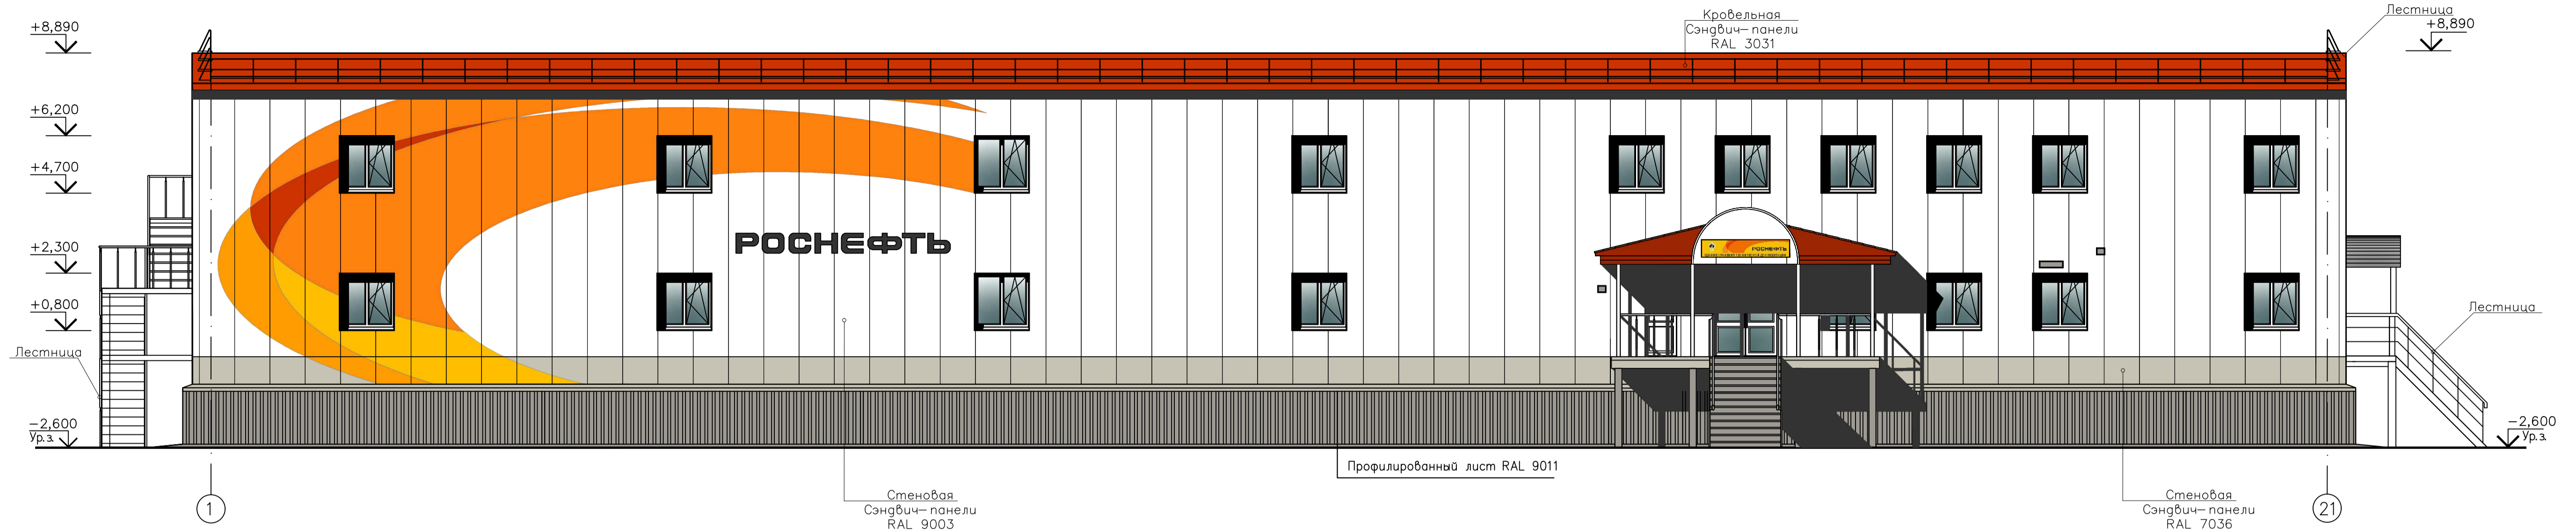 +8,890
+6,200
+4,700
+2,300
+0,800
Лестница
-2,600
Ур.з.
Кровельная
Сэндвич-панели
RAL 3031
Лестница
+8,890
РОСНЕФТЬ
РОСНЕФТЬ
Лестница
-2,600
Ур.з.
Профилированный лист RAL 9011
Стеновая
Сэндвич-панели
RAL 9003
Стеновая
Сэндвич-панели
RAL 7036
1
21